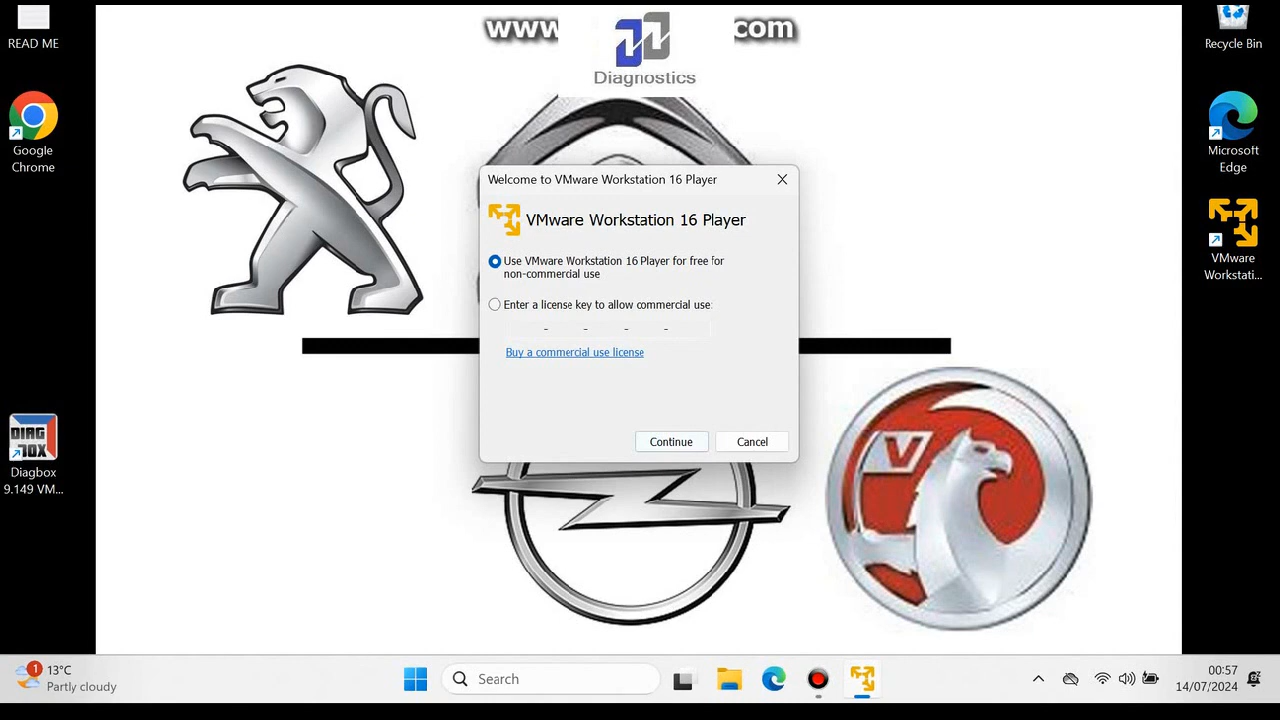 www
com
Diagnostics
READ ME
Google
Chrome
Diagbox
9.149 VM...
Recycle Bin
Microsoft
Edge
VMware
Workstati...
Welcome to VMware Workstation 16 Player
VMware Workstation 16 Player
Use VMware Workstation 16 Player for free for
non-commercial use
Enter a license key to allow commercial use:
- - - -
Buy a commercial use license
Continue
Cancel
DIAG
BOX
V
1
13°C
Partly cloudy
Search
00:57
14/07/2024